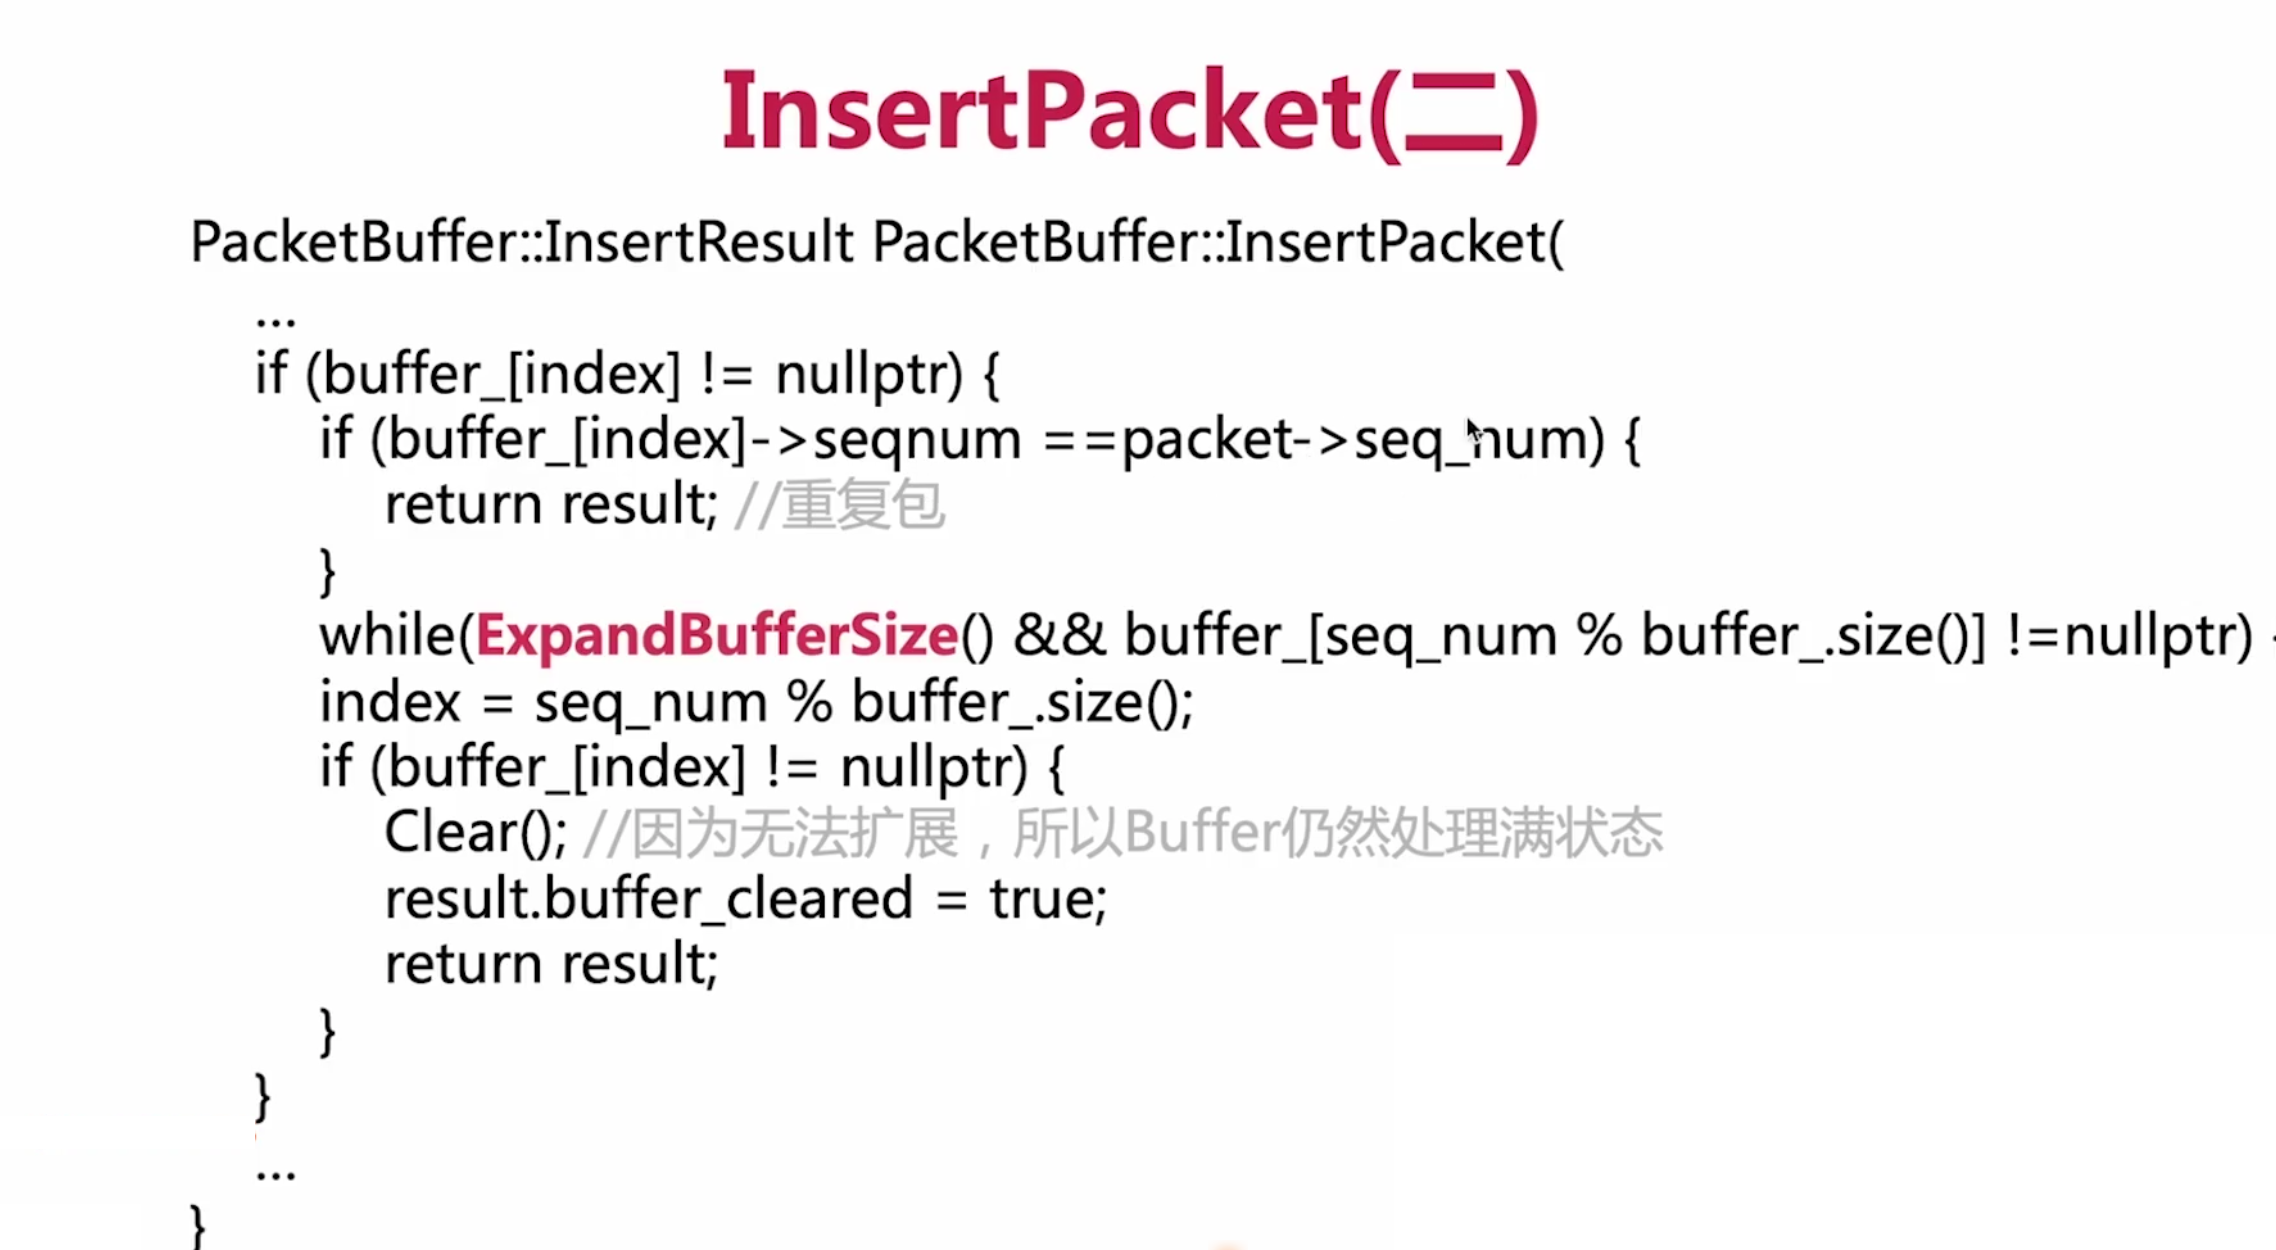 InsertPacket(二)
PacketBuffer::InsertResult PacketBuffer::InsertPacket(
...
if (buffer_[index] != nullptr) {
if (buffer_[index]->seqnum ==packet->seq_num) {
return result; //重复包
}
while(ExpandBufferSize() && buffer_[seq_num % buffer_.size()] !=nullptr)
index = seq_num % buffer_.size();
if (buffer_[index] != nullptr) {
Clear(); //因为无法扩展，所以Buffer仍然处理满状态
result.buffer_cleared = true;
return result;
}
}
...
}